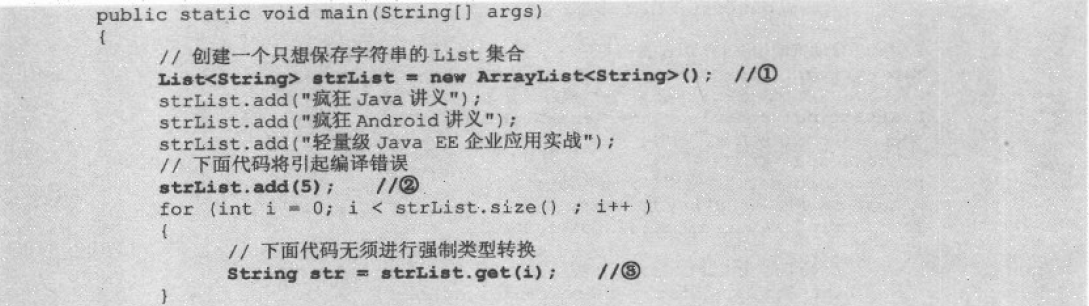 public static void main(String[] args)
{
// 创建一个只想保存字符串的 List 集合
List<String> strList = new ArrayList<String>(); //①
strList.add("疯狂 Java 讲义");
strList.add("疯狂 Android 讲义");
strList.add("轻量级 Java EE 企业应用实战");
// 下面代码将引起编译错误
strList.add(5); //②
for (int i = 0; i < strList.size() ; i++ )
{
// 下面代码无须进行强制类型转换
String str = strList.get(i); //③
}